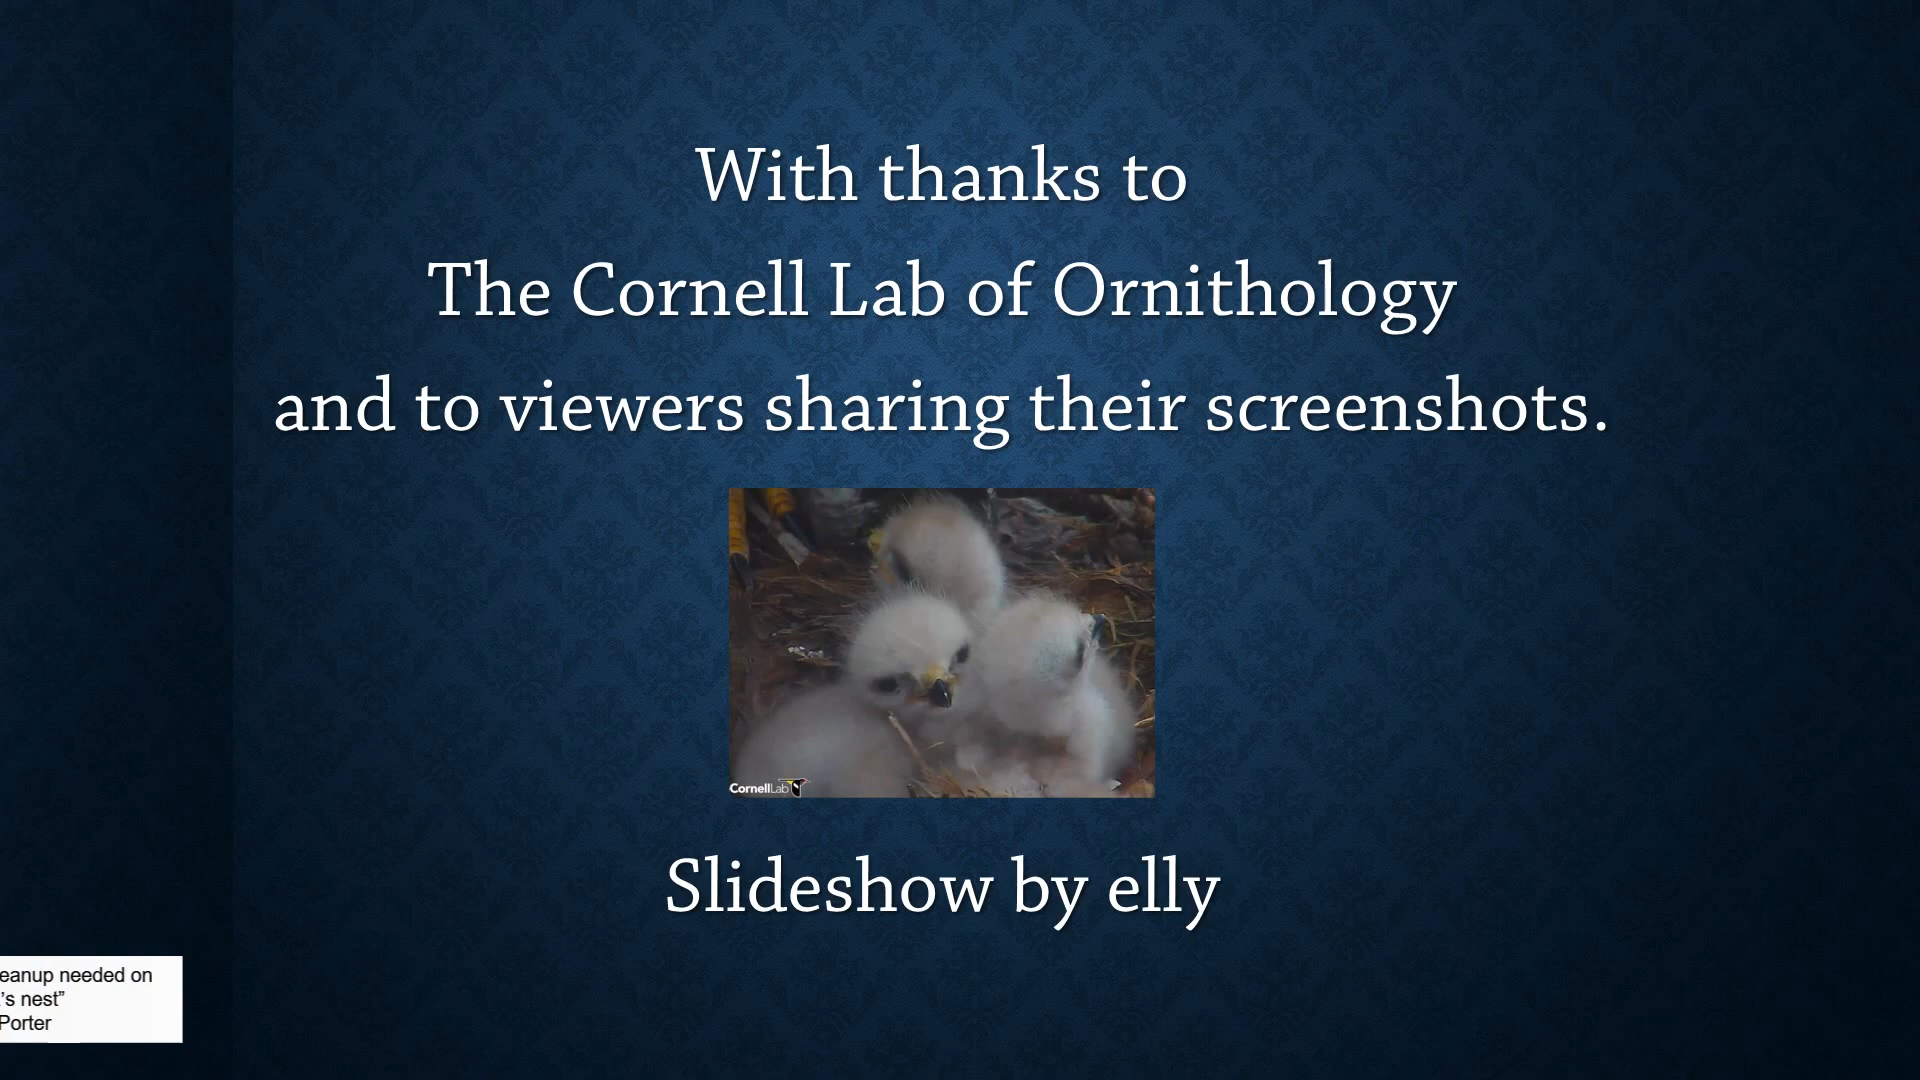 With thanks to
The Cornell Lab of Ornithology
and to viewers sharing their screenshots.
CornellLab
Slideshow by elly
eanup needed on
's nest”
Porter